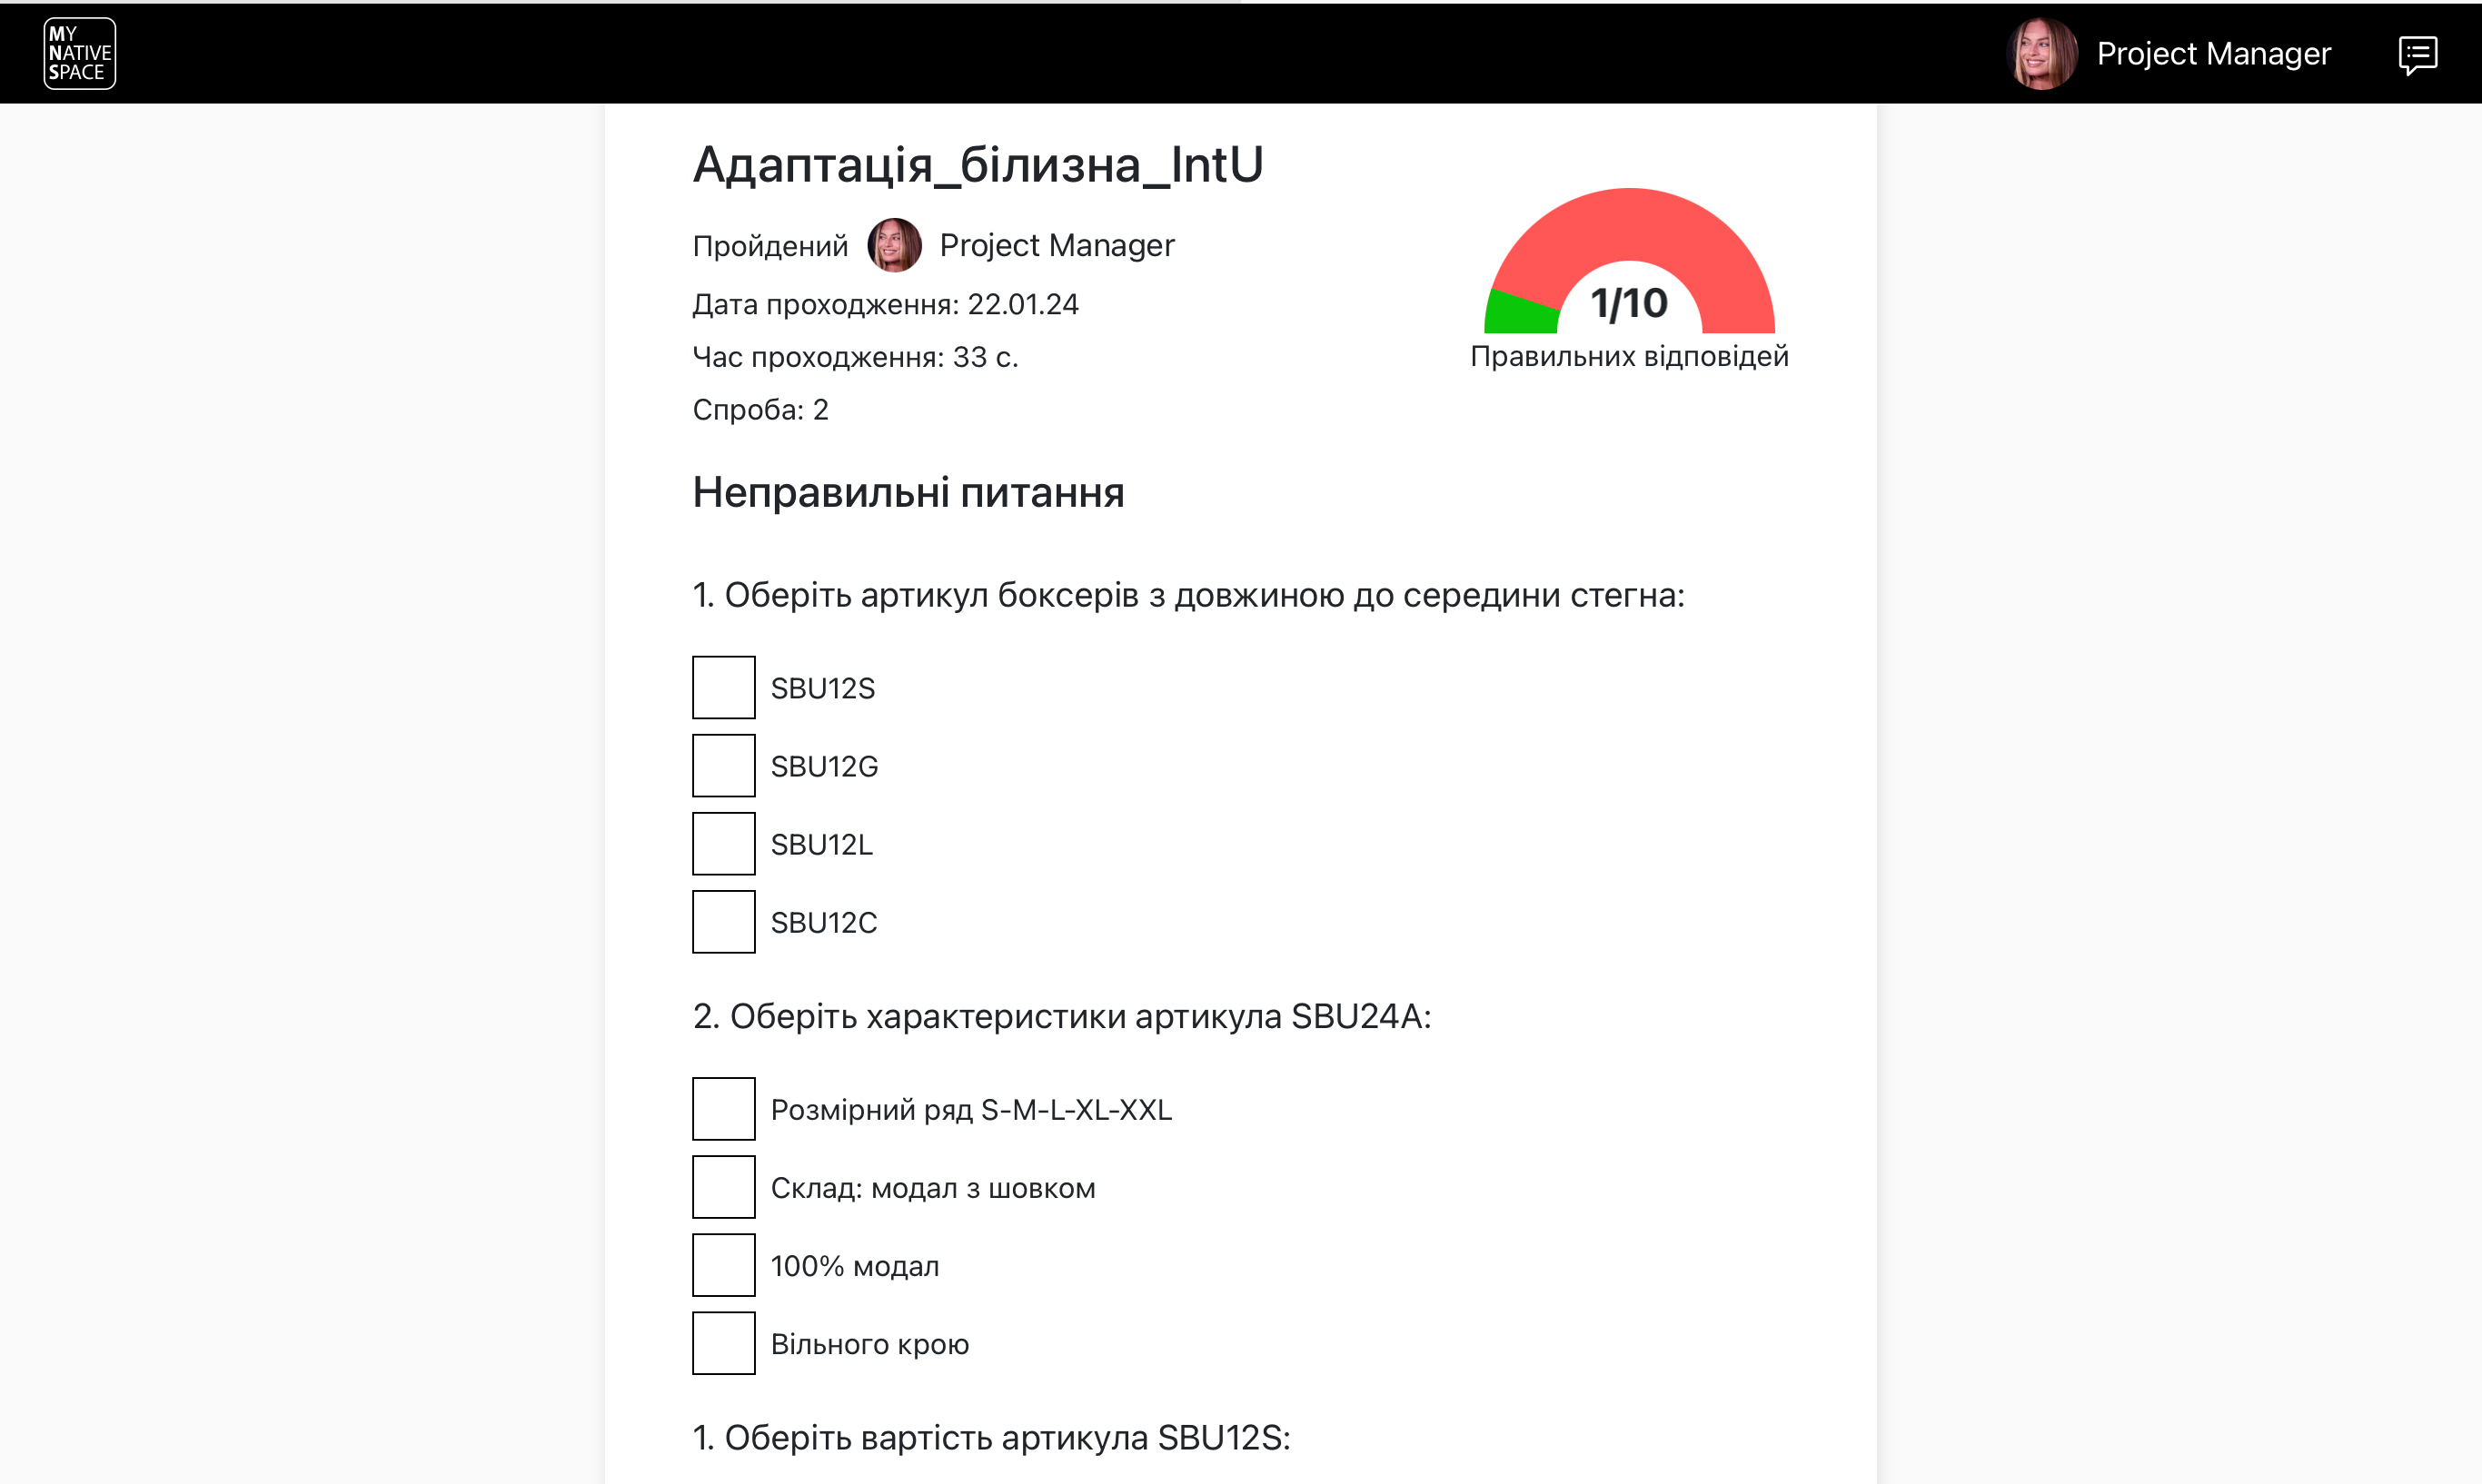 MY
NATIVE
SPACE
Project Manager
Адаптація_білизна_IntU
Пройдений Project Manager
Дата проходження: 22.01.24
Час проходження: 33 с.
Спроба: 2
1/10
Правильних відповідей
Неправильні питання
1. Оберіть артикул боксерів з довжиною до середини стегна:
SBU12S
SBU12G
SBU12L
SBU12C
2. Оберіть характеристики артикула SBU24A:
Розмірний ряд S-M-L-XL-XXL
Склад: модал з шовком
100% модал
Вільного крою
1. Оберіть вартість артикула SBU12S: